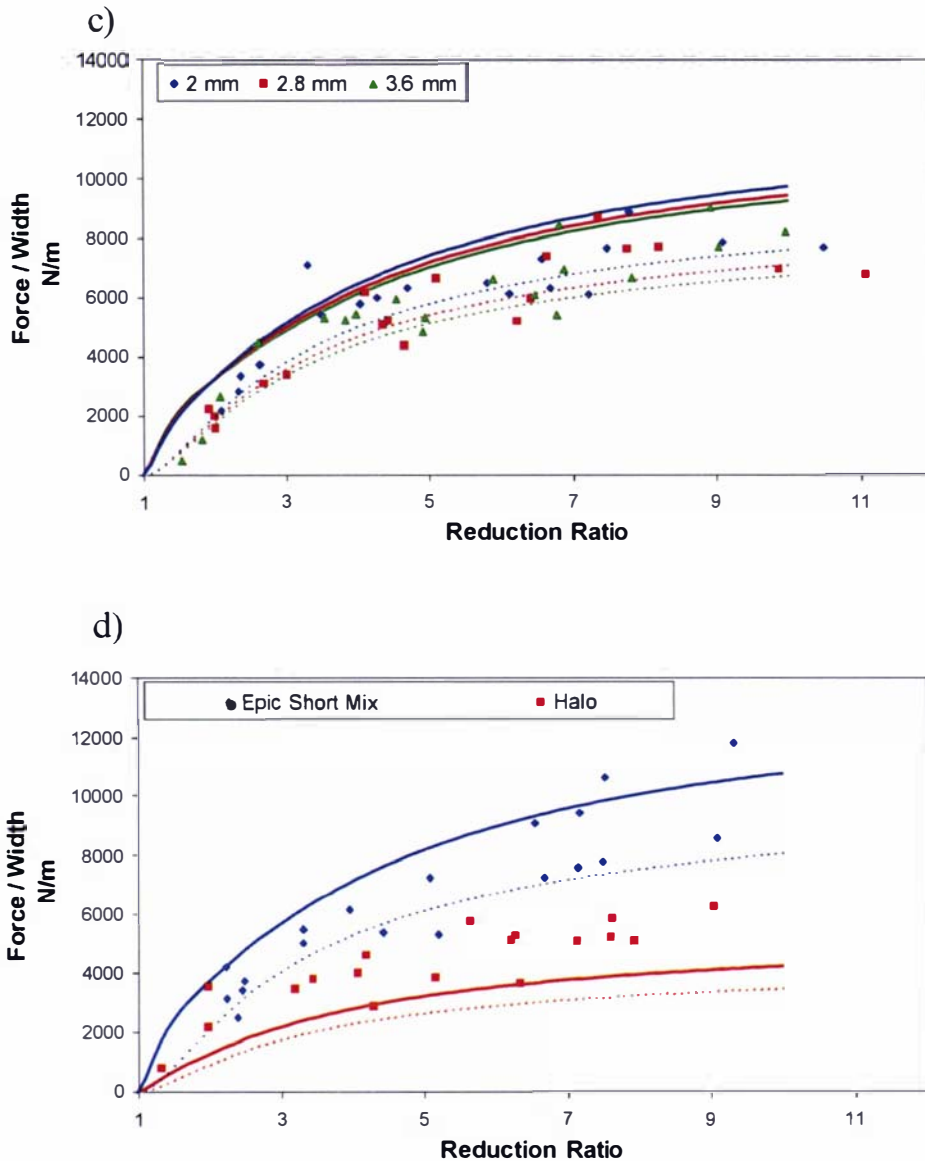 c)
14000
2 mm 2.8 mm 3.6 mm
12000
10000
8000
6000
4000
2000
0
Force / Width
N/m
1 3 5 7 9 11
Reduction Ratio
d)
14000
Epic Short Mix Halo
12000
10000
8000
6000
4000
2000
0
Force / Width
N/m
1 3 5 7 9 11
Reduction Ratio